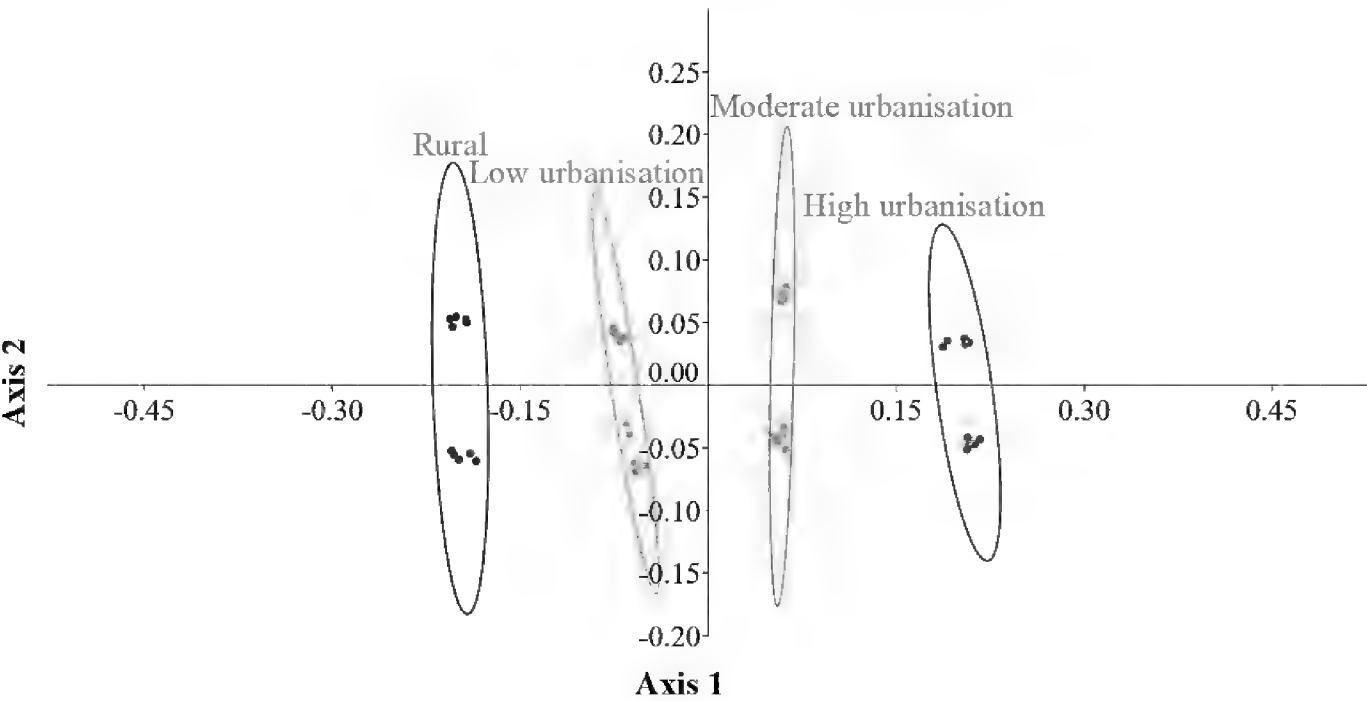 0.25
Moderate urbanisation
0.20
Rural
Low urbanisation
0.15
High urbanisation
0.10
0.05
0.00
-0.45 -0.30 -0.15 0.15 0.30 0.45
-0.05
-0.10
-0.15
-0.20
Axis 2
Axis 1